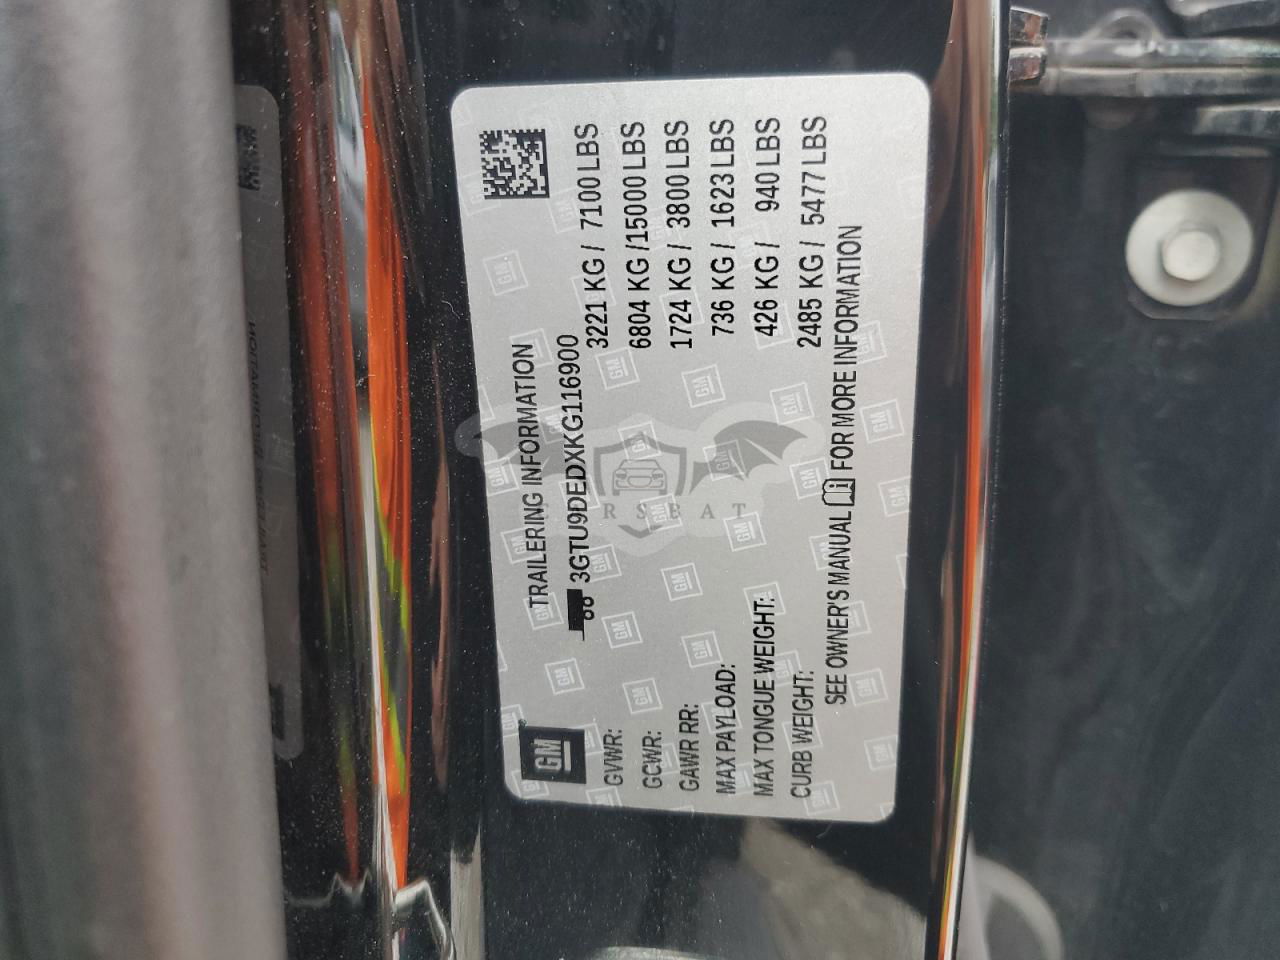 GM
TRAILERING INFORMATION
3GTU9DEDXKG116900
GVWR: 3221 KG / 7100 LBS
GCWR: 6804 KG /15000 LBS
GAWR RR: 1724 KG / 3800 LBS
MAX PAYLOAD: 736 KG / 1623 LBS
MAX TONGUE WEIGHT: 426 KG / 940 LBS
CURB WEIGHT: 2485 KG / 5477 LBS
SEE OWNER'S MANUAL FOR MORE INFORMATION